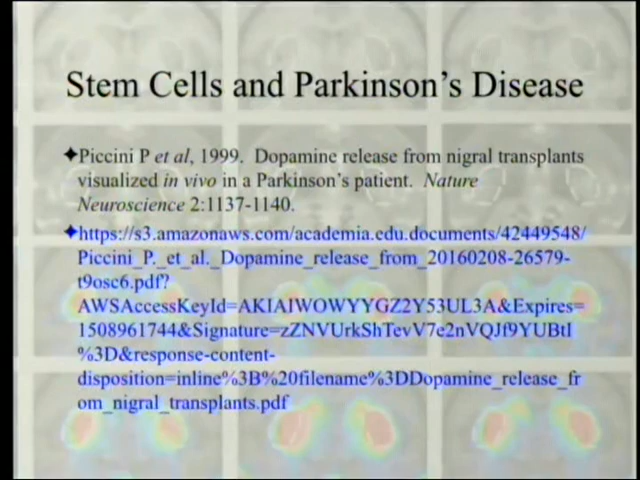 Stem Cells and Parkinson's Disease
✦Piccini P et al, 1999. Dopamine release from nigral transplants
visualized in vivo in a Parkinson's patient. Nature
Neuroscience 2:1137-1140.
✦https://s3.amazonaws.com/academia.edu.documents/42449548/
Piccini_P._et_al._Dopamine_release_from_20160208-26579-
t9osc6.pdf?
AWSAccessKeyId=AKIAIWOWYYGZ2Y53UL3A&Expires=
1508961744&Signature=zZNVUrkShTevV7e2nVQJf9YUBtI
%3D&response-content-
disposition=inline%3B%20filename%3DDopamine_release_fr
om_nigral_transplants.pdf